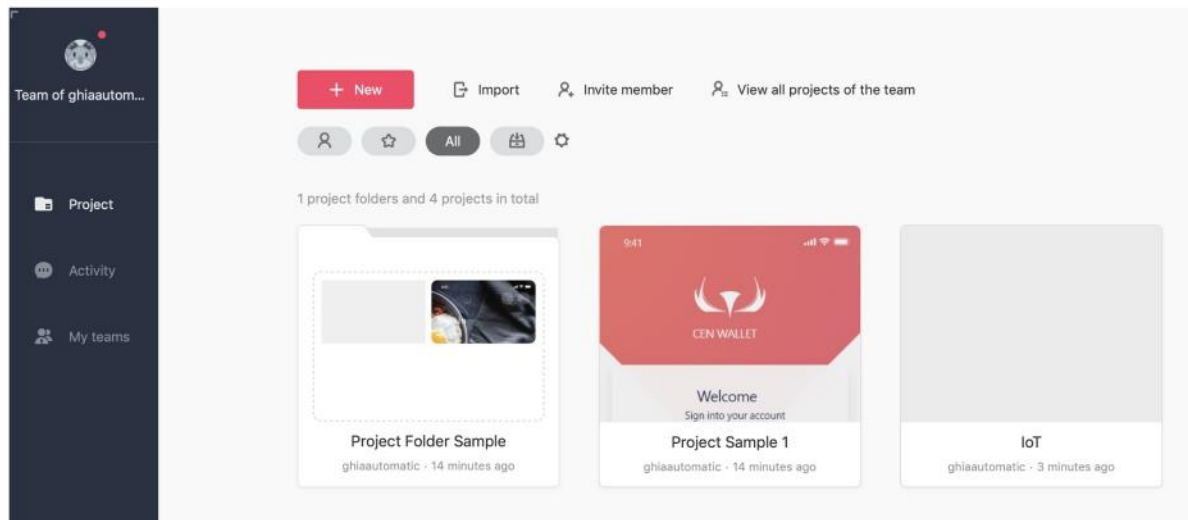 Team of ghiaautom...
Project
Activity
My teams
New
Import
Invite member
View all projects of the team
All
1 project folders and 4 projects in total
Project Folder Sample
ghiaautomatic · 14 minutes ago
9:41
CEN WALLET
Welcome
Sign into your account
Project Sample 1
ghiaautomatic · 14 minutes ago
IoT
ghiaautomatic · 3 minutes ago